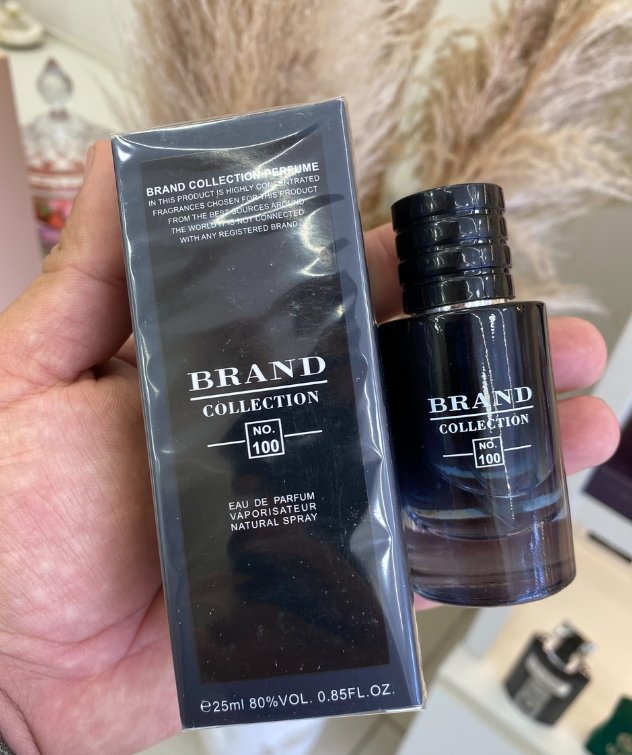 BRAND COLLECTION PERFUME
IN THIS PRODUCT IS HIGHLY CONCENTRATED
FRAGRANCES CHOSEN FOR THIS PRODUCT
FROM THE BEST SOURCES AROUND
THE WORLD IT IS NOT CONNECTED
WITH ANY REGISTERED BRAND
BRAND
COLLECTION
NO.
100
EAU DE PARFUM
VAPORISATEUR
NATURAL SPRAY
℮25ml 80%VOL. 0.85FL.OZ.
BRAND
COLLECTION
NO.
100